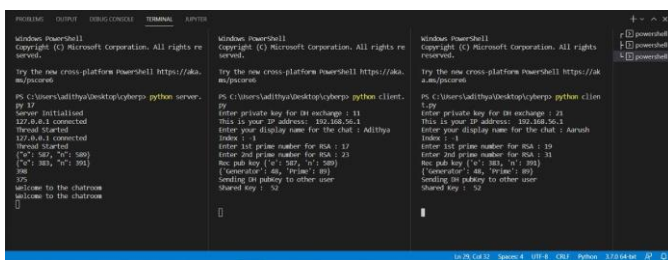 PROBLEMS OUTPUT DEBUG CONSOLE TERMINAL JUPYTER
Windows PowerShell
Copyright (C) Microsoft Corporation. All rights re
served.
Try the new cross-platform PowerShell https://aka.
ms/pscore6
PS C:\Users\adithya\Desktop\cyberp> python server.
py 17
Server Initialised
127.0.0.1 connected
Thread Started
127.0.0.1 connected
Thread Started
{"e": 587, "n": 589}
{"e": 383, "n": 391}
398
375
Welcome to the chatroom
Welcome to the chatroom
Windows PowerShell
Copyright (C) Microsoft Corporation. All rights re
served.
Try the new cross-platform PowerShell https://aka.
ms/pscore6
PS C:\Users\adithya\Desktop\cyberp> python client.
py
Enter private key for DH exchange : 11
This is your IP address: 192.168.56.1
Enter your display name for the chat : Adithya
Index : -1
Enter 1st prime number for RSA : 17
Enter 2nd prime number for RSA : 23
Rec pub key {'e': 587, 'n': 589}
{'Generator': 48, 'Prime': 89}
Sending DH pubKey to other user
Shared Key : 52
Windows PowerShell
Copyright (C) Microsoft Corporation. All rights
reserved.
Try the new cross-platform PowerShell https://ak
a.ms/pscore6
PS C:\Users\adithya\Desktop\cyberp> python clien
t.py
Enter private key for DH exchange : 21
This is your IP address: 192.168.56.1
Enter your display name for the chat : Aarush
Index : -1
Enter 1st prime number for RSA : 19
Enter 2nd prime number for RSA : 31
Rec pub key {'e': 383, 'n': 391}
{'Generator': 48, 'Prime': 89}
Sending DH pubKey to other user
Shared Key : 52
powershell
powershell
powershell
Ln 29, Col 32 Spaces: 4 UTF-8 CRLF Python 3.7.0 64-bit